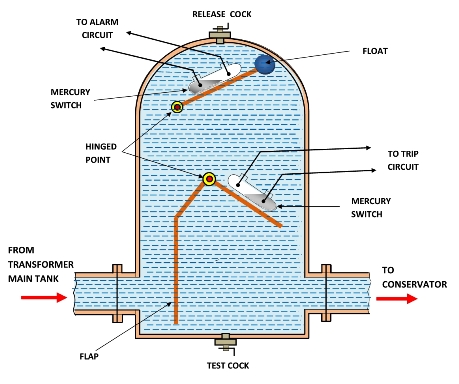 RELEASE COCK
TO ALARM
CIRCUIT
FLOAT
MERCURY
SWITCH
HINGED
POINT
TO TRIP
CIRCUIT
MERCURY
SWITCH
FROM
TRANSFORMER
MAIN TANK
TO
CONSERVATOR
FLAP
TEST COCK